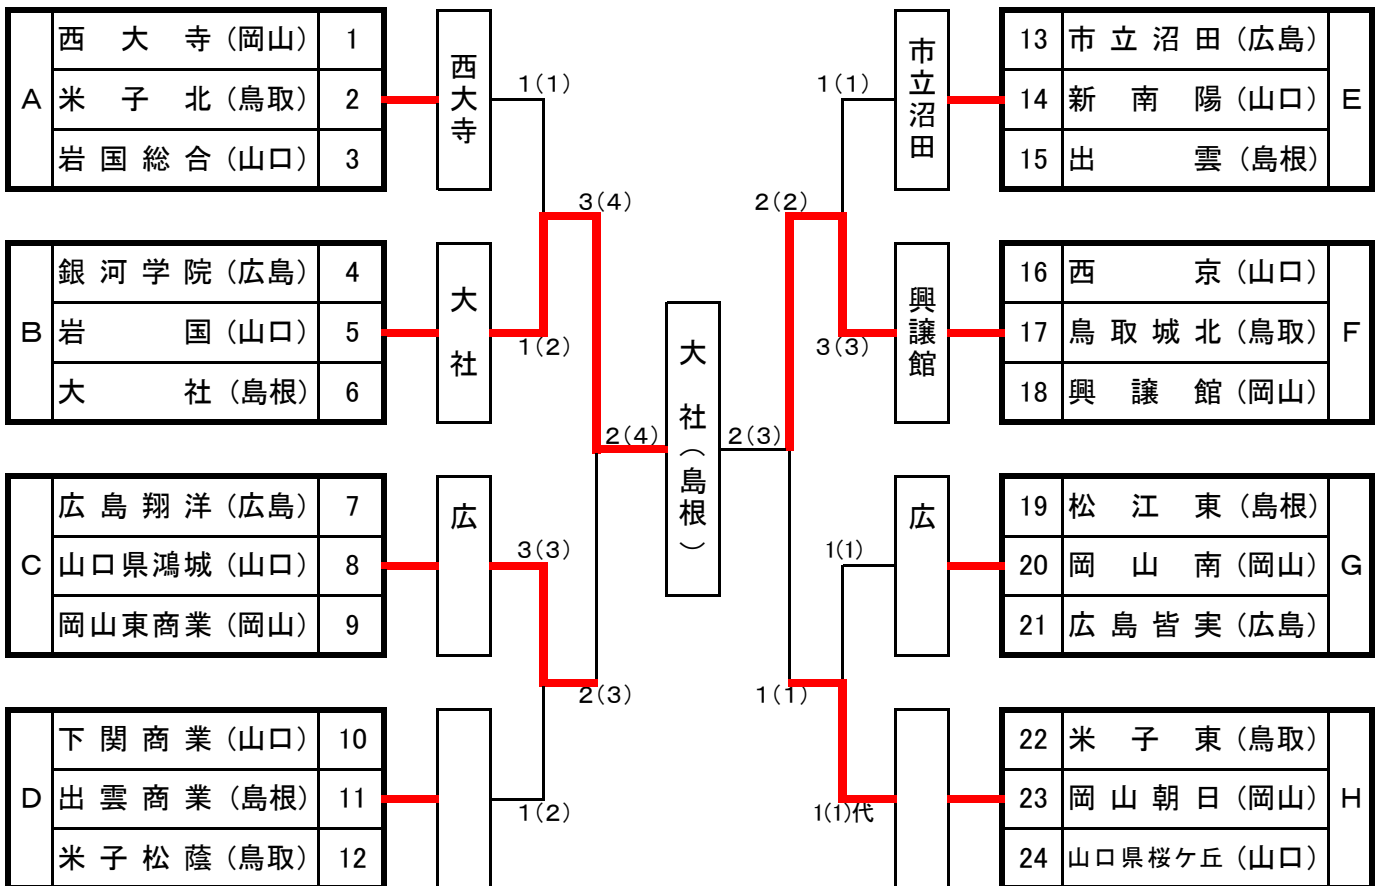 A
西大寺（岡山） 1
米子北（鳥取） 2
岩国総合（山口） 3
B
銀河学院（広島） 4
岩国（山口） 5
大社（島根） 6
C
広島翔洋（広島） 7
山口県鴻城（山口） 8
岡山東商業（岡山） 9
D
下関商業（山口） 10
出雲商業（島根） 11
米子松蔭（鳥取） 12
西大寺
大社
広
1(1)
3(4)
1(2)
2(4)
3(3)
2(3)
1(2)
大社（島根）
1(1)
2(2)
3(3)
2(3)
1(1)
1(1)
1(1)代
市立沼田
興譲館
広
13 市立沼田（広島）
14 新南陽（山口）
15 出雲（島根）
E
16 西京（山口）
17 鳥取城北（鳥取）
18 興譲館（岡山）
F
19 松江東（島根）
20 岡山南（岡山）
21 広島皆実（広島）
G
22 米子東（鳥取）
23 岡山朝日（岡山）
24 山口県桜ケ丘（山口）
H